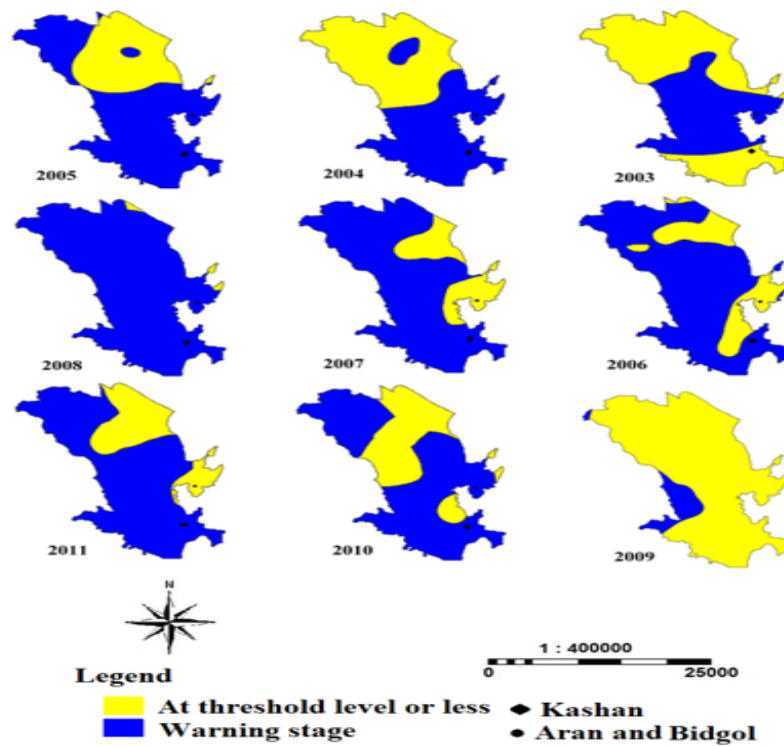 2005 2004 2003
2008 2007 2006
2011 2010 2009
N
1 : 400000
0 25000
Legend
At threshold level or less
Warning stage
Kashan
Aran and Bidgol